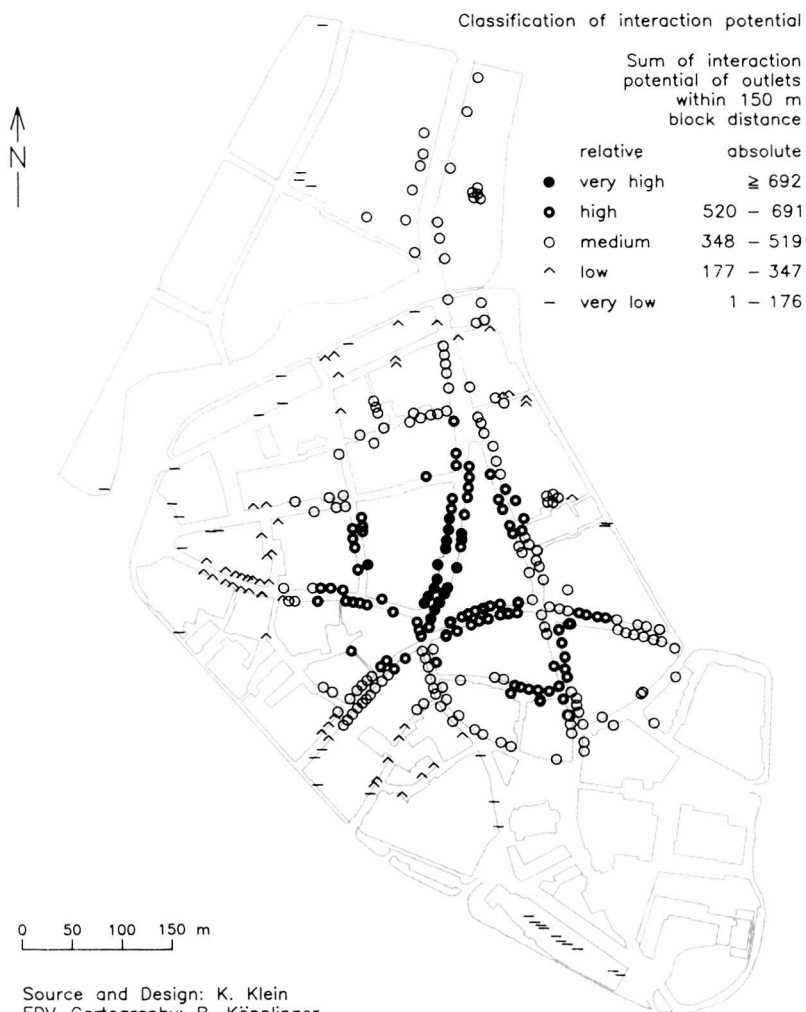 Classification of interaction potential
Sum of interaction
potential of outlets
within 150 m
block distance
N
relative absolute
very high ≧ 692
high 520 – 691
medium 348 – 519
low 177 – 347
very low 1 – 176
0 50 100 150 m
Source and Design: K. Klein
EDV Cartography: B.